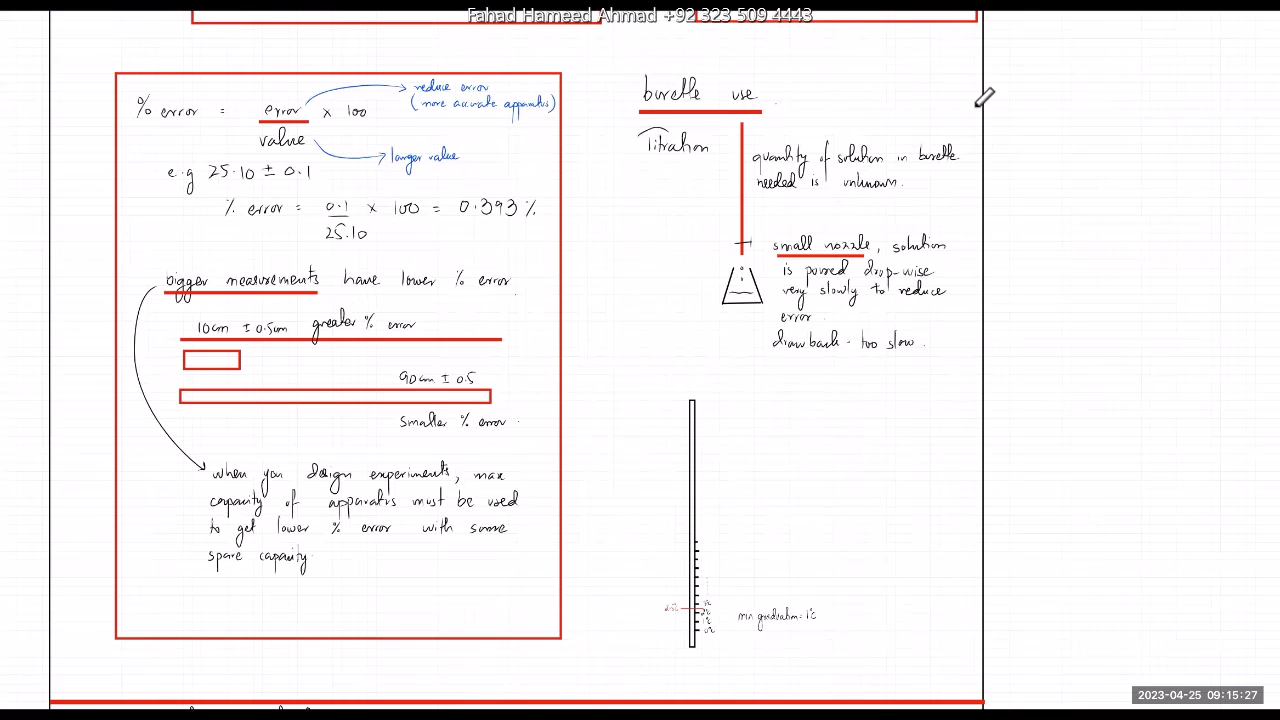 Fahad Hameed Ahmad +92 323 509 4443
% error = error/value × 100
reduce error
(more accurate apparatus)
larger value
e.g 25.10 ± 0.1
% error = 0.1/25.10 × 100 = 0.393 %
bigger measurements have lower % error.
10cm ± 0.5cm greater % error
90cm ± 0.5
smaller % error.
when you design experiments, max
capacity of apparatus must be used
to get lower % error with some
spare capacity.
burette use
Titration
quantity of solution in burette
needed is unknown.
small nozzle, solution
is poured drop-wise
very slowly to reduce
error.
drawback - too slow.
2°C
1°C
0°C
min graduation = 1°C
2023-04-25 09:15:27